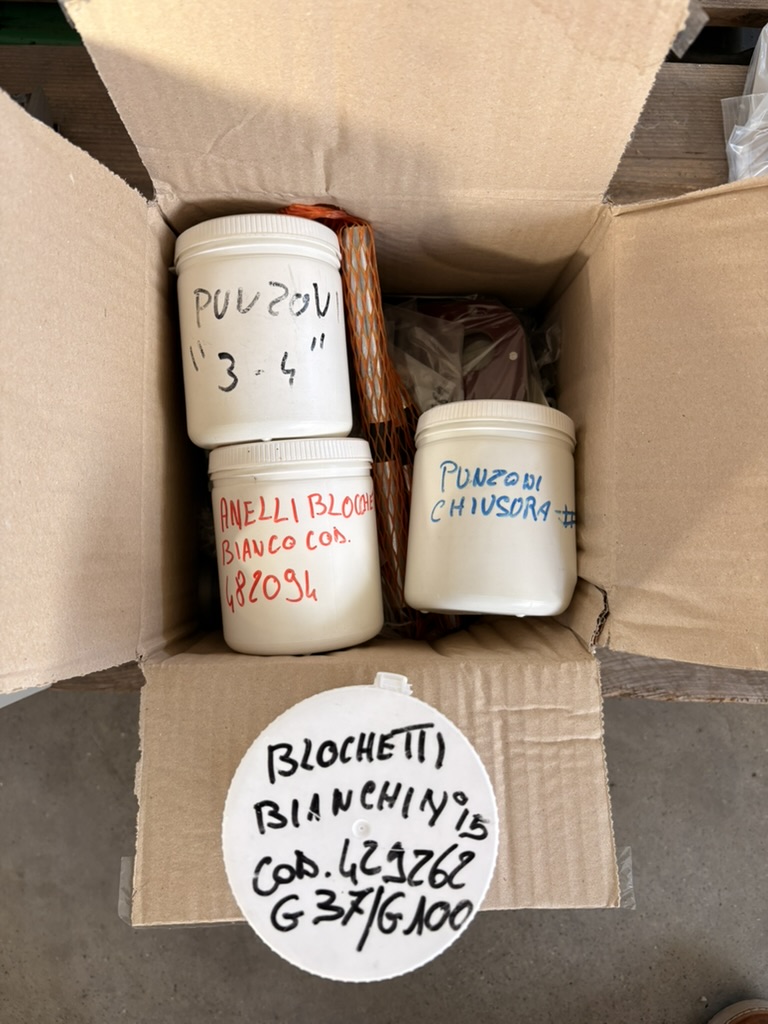 PUNZONI
"3-4"
ANELLI BLOCCHE
BIANCO COD.
482094
PUNZONI
CHIUSURA-#
BLOCHETTI
BIANCHI N° 15
COD. 429262
G37/G100